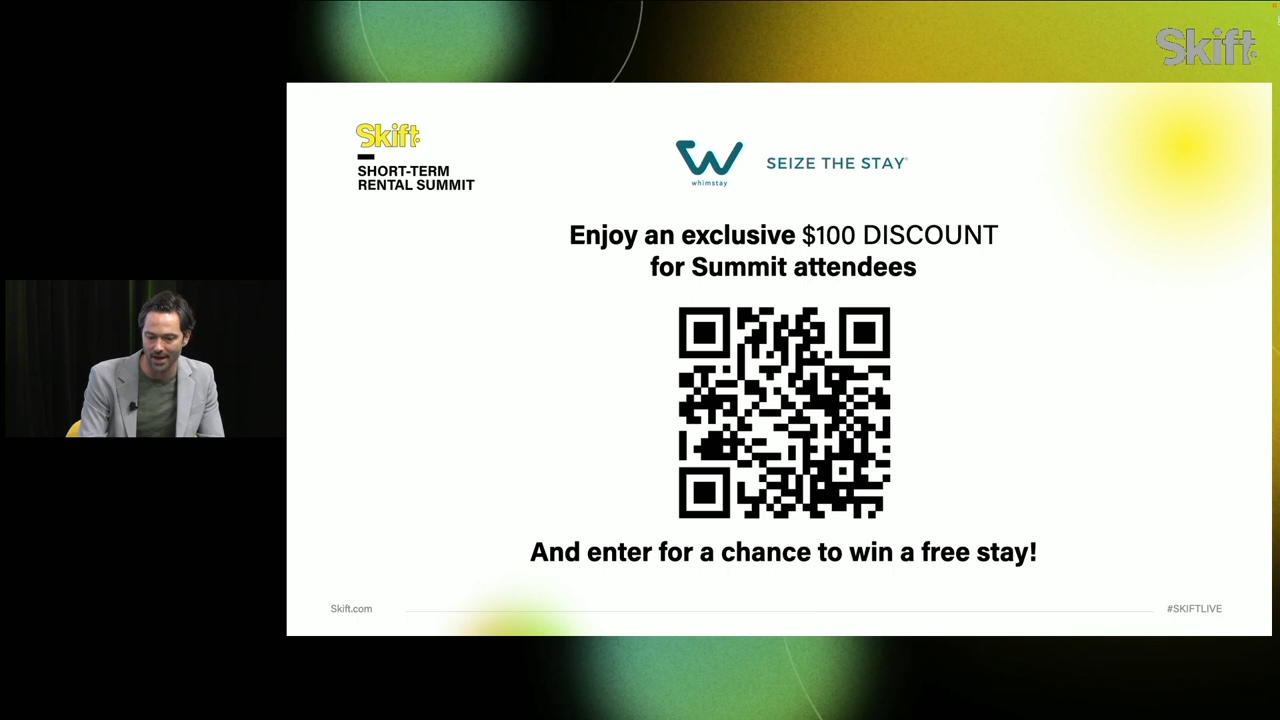 Skift.
Skift.
SHORT-TERM
RENTAL SUMMIT
whimstay
SEIZE THE STAY®
Enjoy an exclusive $100 DISCOUNT
for Summit attendees
And enter for a chance to win a free stay!
Skift.com
#SKIFTLIVE